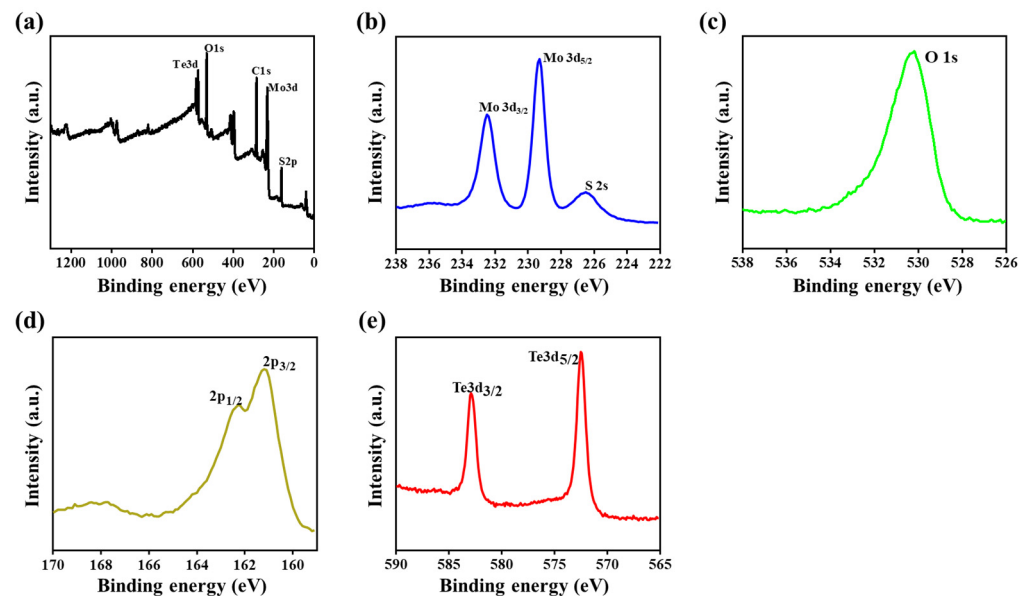 (a)
Intensity (a.u.)
Te3d
O1s
C1s
Mo3d
S2p
1200 1000 800 600 400 200 0
Binding energy (eV)
(b)
Intensity (a.u.)
Mo 3d3/2
Mo 3d5/2
S 2s
238 236 234 232 230 228 226 224 222
Binding energy (eV)
(c)
Intensity (a.u.)
O 1s
538 536 534 532 530 528 526
Binding energy (eV)
(d)
Intensity (a.u.)
2p1/2
2p3/2
170 168 166 164 162 160
Binding energy (eV)
(e)
Intensity (a.u.)
Te3d3/2
Te3d5/2
590 585 580 575 570 565
Binding energy (eV)